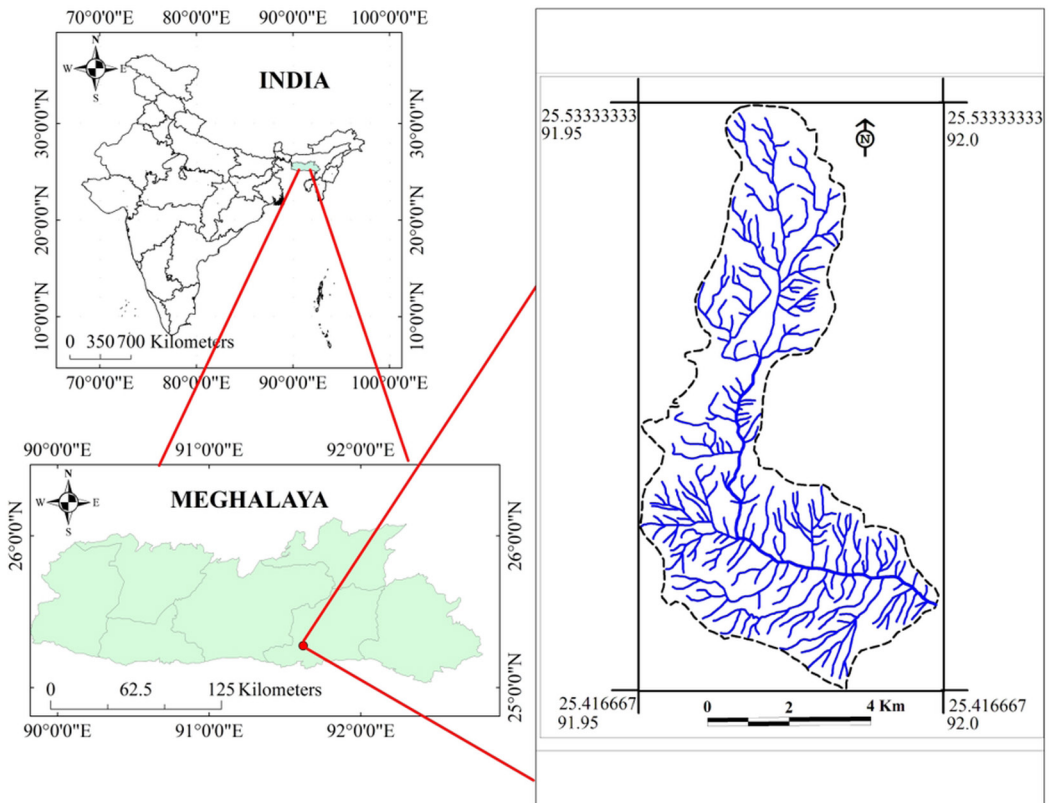 70°0'0"E 80°0'0"E 90°0'0"E 100°0'0"E
N
W E
S
INDIA
30°0'0"N
20°0'0"N
10°0'0"N
30°0'0"N
20°0'0"N
10°0'0"N
0 350 700 Kilometers
70°0'0"E 80°0'0"E 90°0'0"E 100°0'0"E
90°0'0"E 91°0'0"E 92°0'0"E
N
W E
S
MEGHALAYA
26°0'0"N
26°0'0"N
25°0'0"N
0 62.5 125 Kilometers
90°0'0"E 91°0'0"E 92°0'0"E
25.53333333
91.95
25.53333333
92.0
N
25.416667
91.95
25.416667
92.0
0 2 4 Km